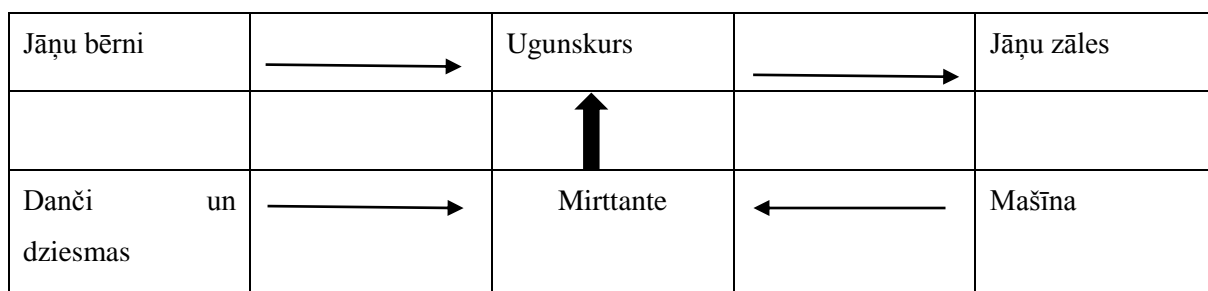 Jāņu bērni
Ugunskurs
Jāņu zāles
Danči un
dziesmas
Mirttante
Mašīna